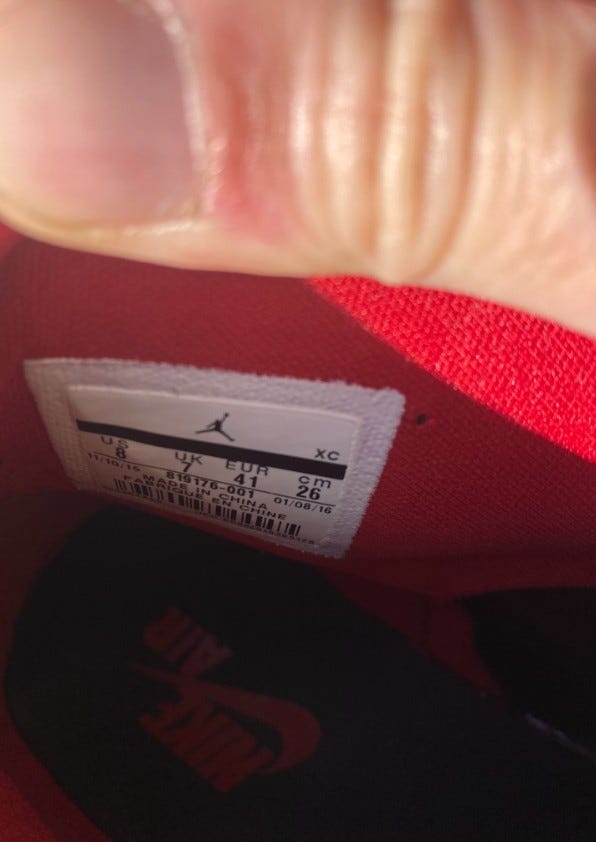 XC
US UK EUR cm
8 7 41 26
11/10/15 819176-001 01/08/16
MADE IN CHINA
FABRIQUE EN CHINE
NIKE
AIR